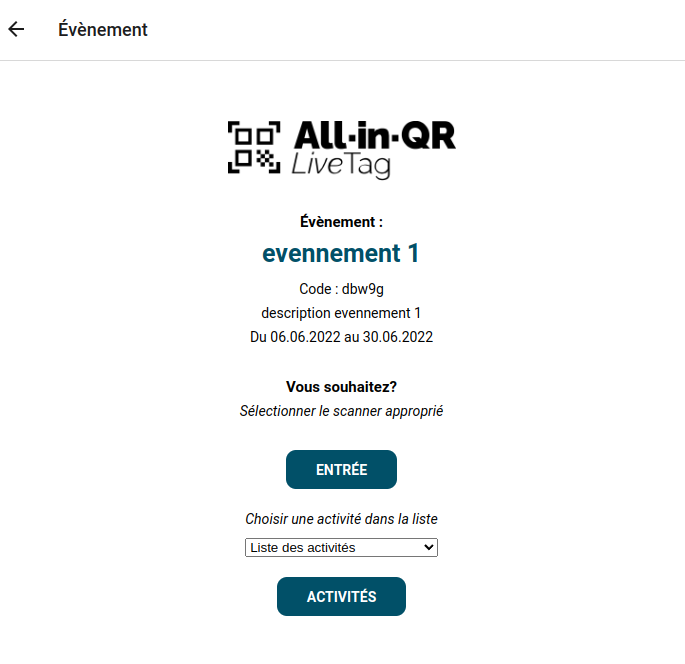 Évènement
All·in·QR
LiveTag
Évènement :
evennement 1
Code : dbw9g
description evennement 1
Du 06.06.2022 au 30.06.2022
Vous souhaitez?
Sélectionner le scanner approprié
ENTRÉE
Choisir une activité dans la liste
Liste des activités
ACTIVITÉS